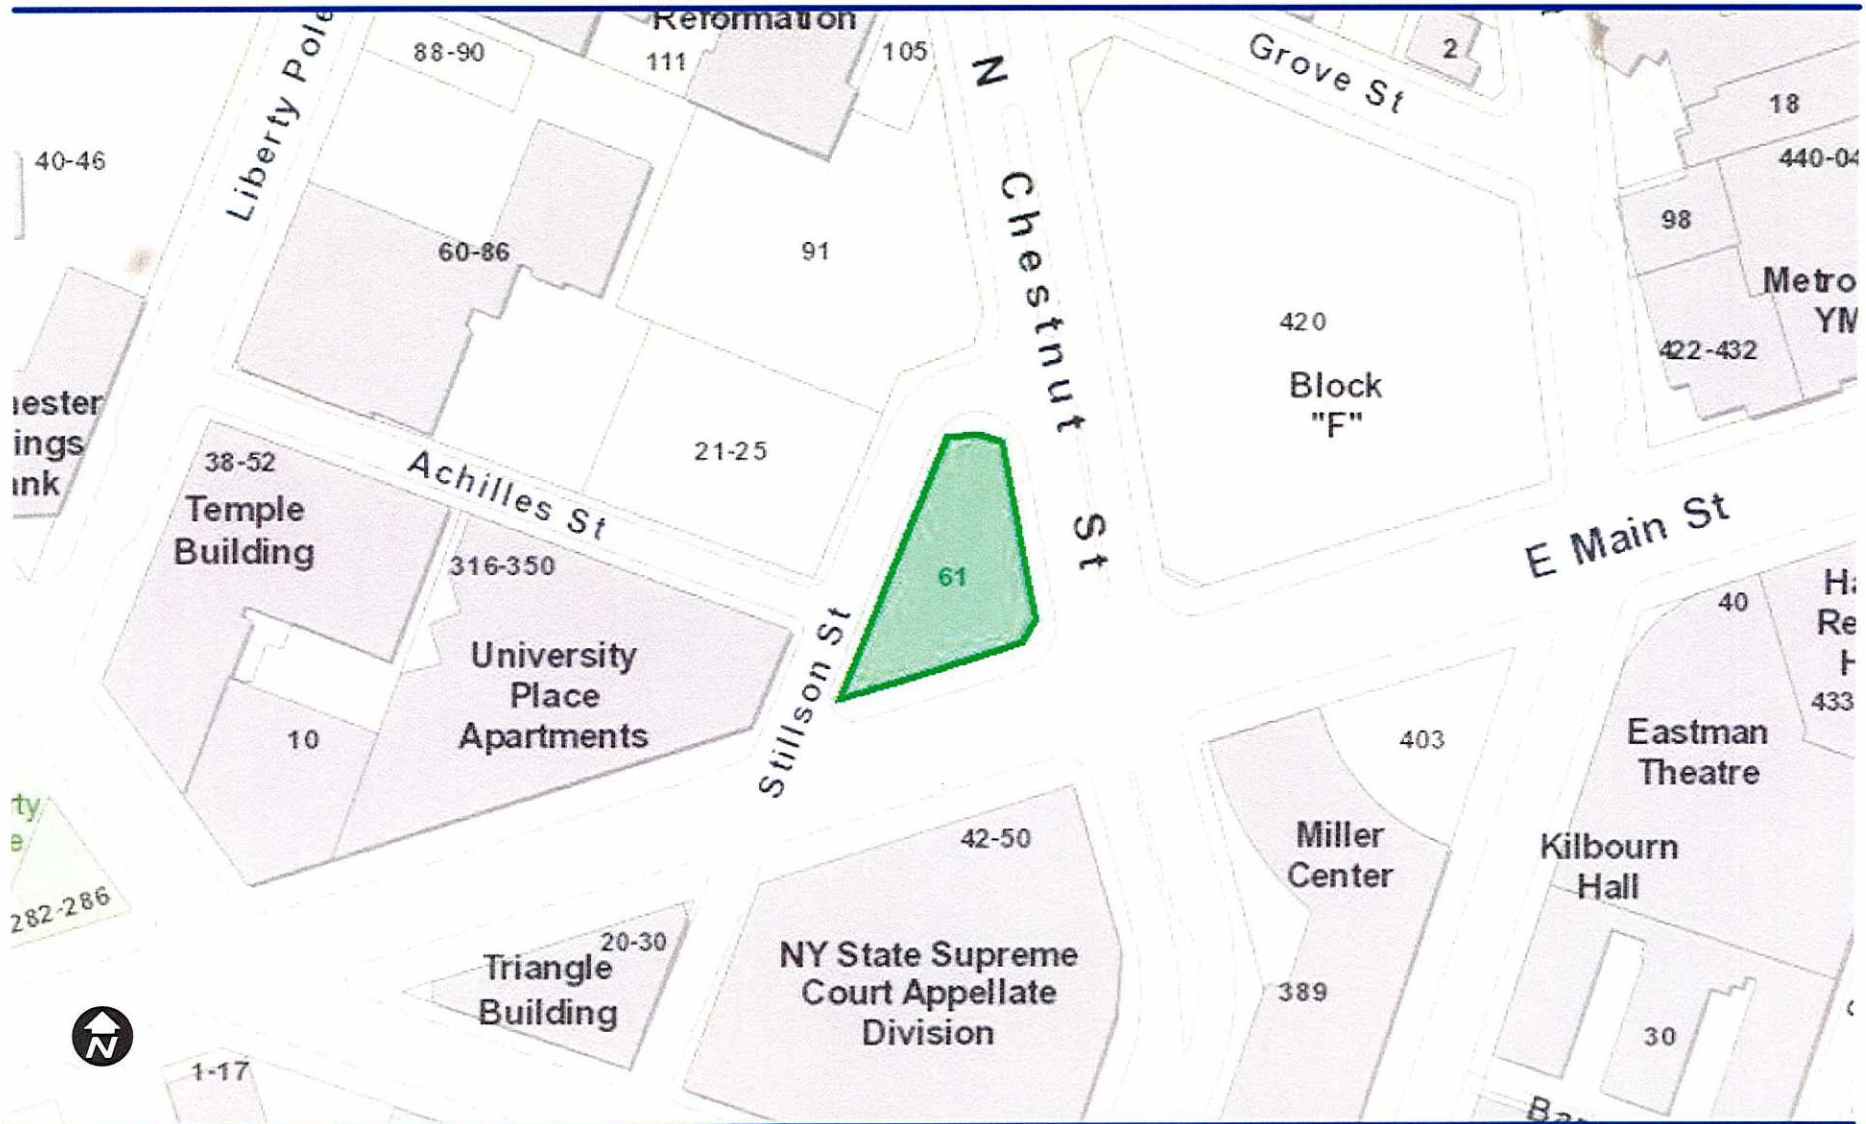 Reformation
88-90
111
105
N Chestnut St
Grove St
2
18
Liberty Pole
40-46
440-04
98
60-86
91
Metro
YM
420
422-432
Block
"F"
21-25
38-52
Achilles St
Temple
Building
E Main St
316-350
61
40
Stillson St
University
Place
Apartments
433
10
403
Eastman
Theatre
42-50
Miller
Center
Kilbourn
Hall
282-286
20-30
Triangle
Building
NY State Supreme
Court Appellate
Division
389
30
N
1-17